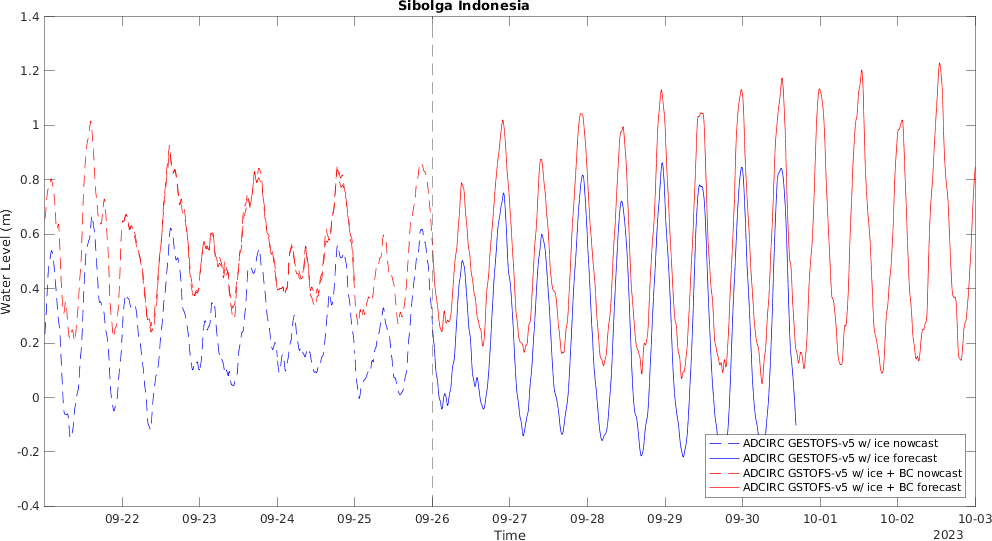 Sibolga Indonesia
1.4
1.2
1
0.8
0.6
0.4
0.2
0
-0.2
-0.4
Water Level (m)
ADCIRC GESTOFS-v5 w/ ice nowcast
ADCIRC GESTOFS-v5 w/ ice forecast
ADCIRC GSTOFS-v5 w/ ice + BC nowcast
ADCIRC GSTOFS-v5 w/ ice + BC forecast
09-22 09-23 09-24 09-25 09-26 09-27 09-28 09-29 09-30 10-01 10-02 10-03
Time
2023